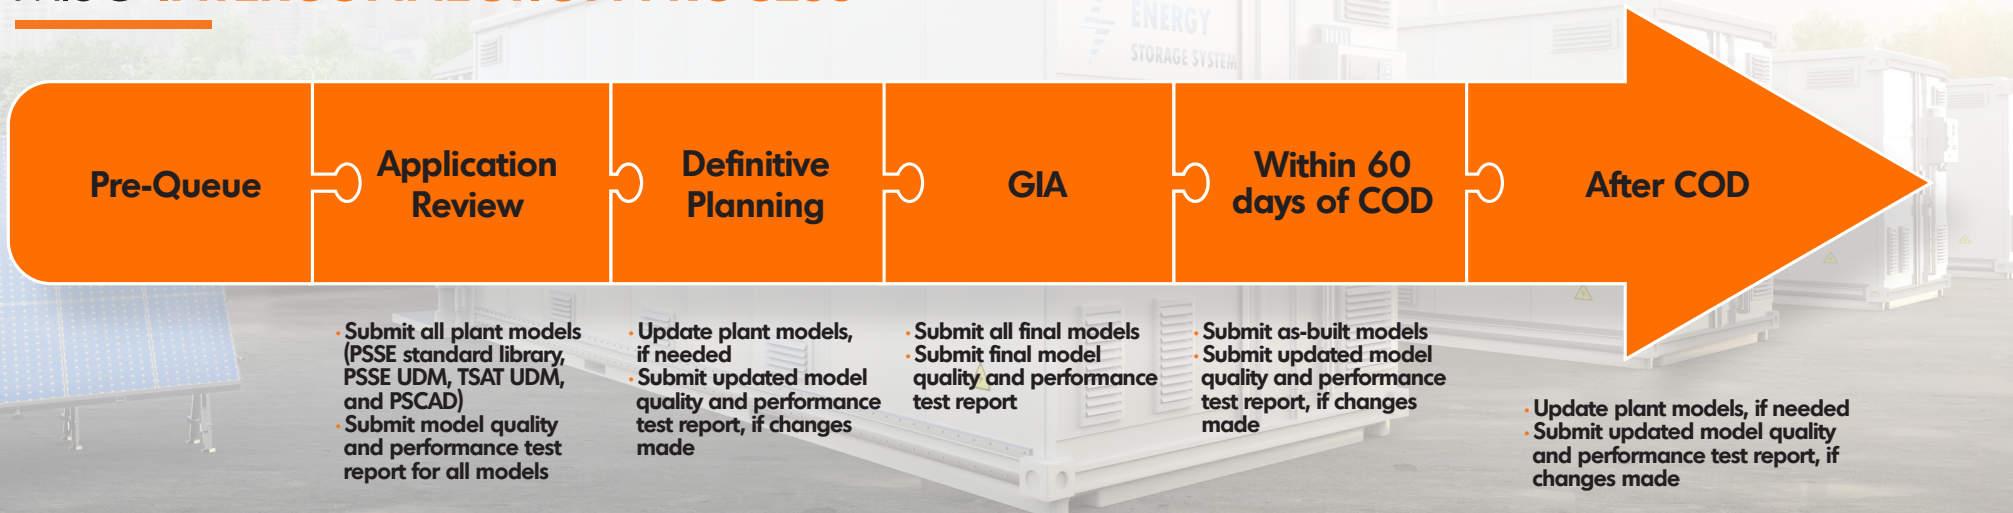 ENERGY
STORAGE SYSTEM
Pre-Queue
Application
Review
Definitive
Planning
GIA
Within 60
days of COD
After COD
· Submit all plant models
(PSSE standard library,
PSSE UDM, TSAT UDM,
and PSCAD)
· Submit model quality
and performance test
report for all models
· Update plant models,
if needed
· Submit updated model
quality and performance
test report, if changes
made
· Submit all final models
· Submit final model
quality and performance
test report
· Submit as-built models
· Submit updated model
quality and performance
test report, if changes
made
· Update plant models, if needed
· Submit updated model quality
and performance test report, if
changes made